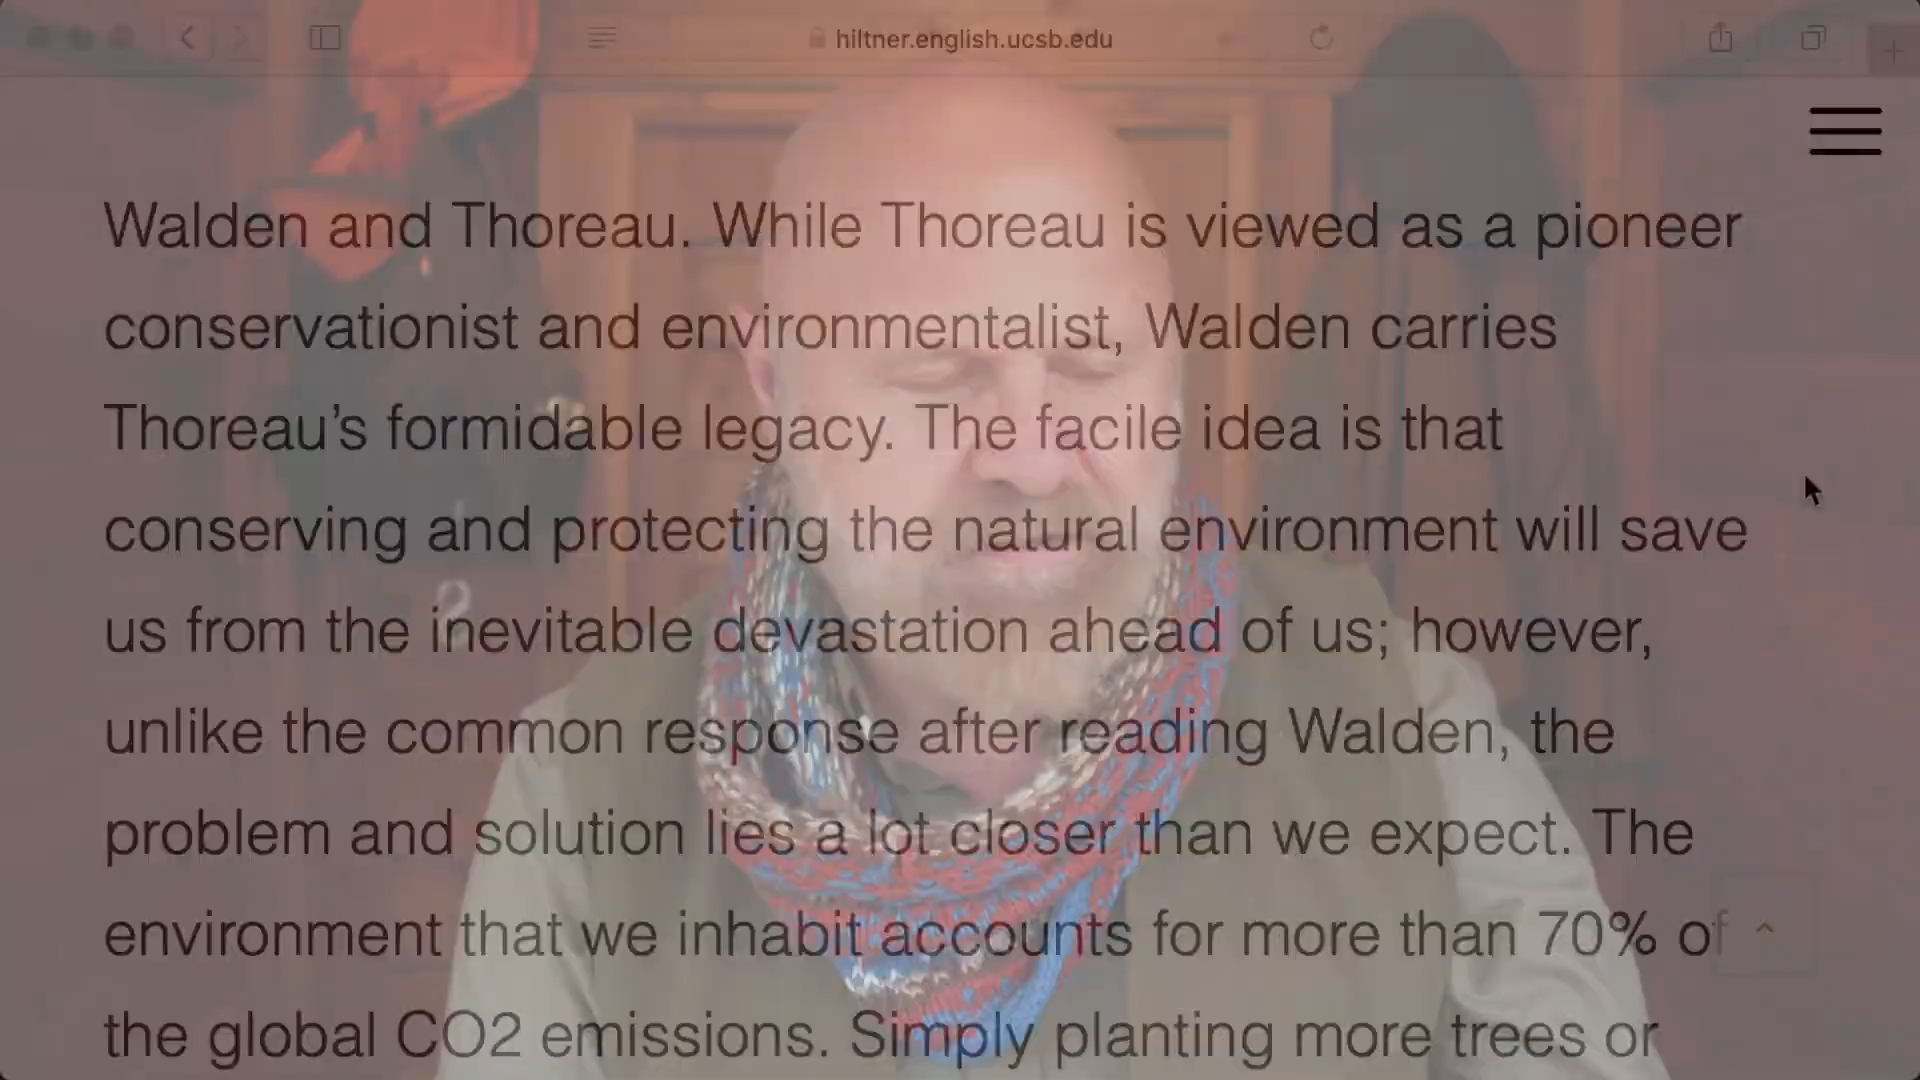 hiltner.english.ucsb.edu
Walden and Thoreau. While Thoreau is viewed as a pioneer
conservationist and environmentalist, Walden carries
Thoreau’s formidable legacy. The facile idea is that
conserving and protecting the natural environment will save
us from the inevitable devastation ahead of us; however,
unlike the common response after reading Walden, the
problem and solution lies a lot closer than we expect. The
environment that we inhabit accounts for more than 70% of
the global CO2 emissions. Simply planting more trees or